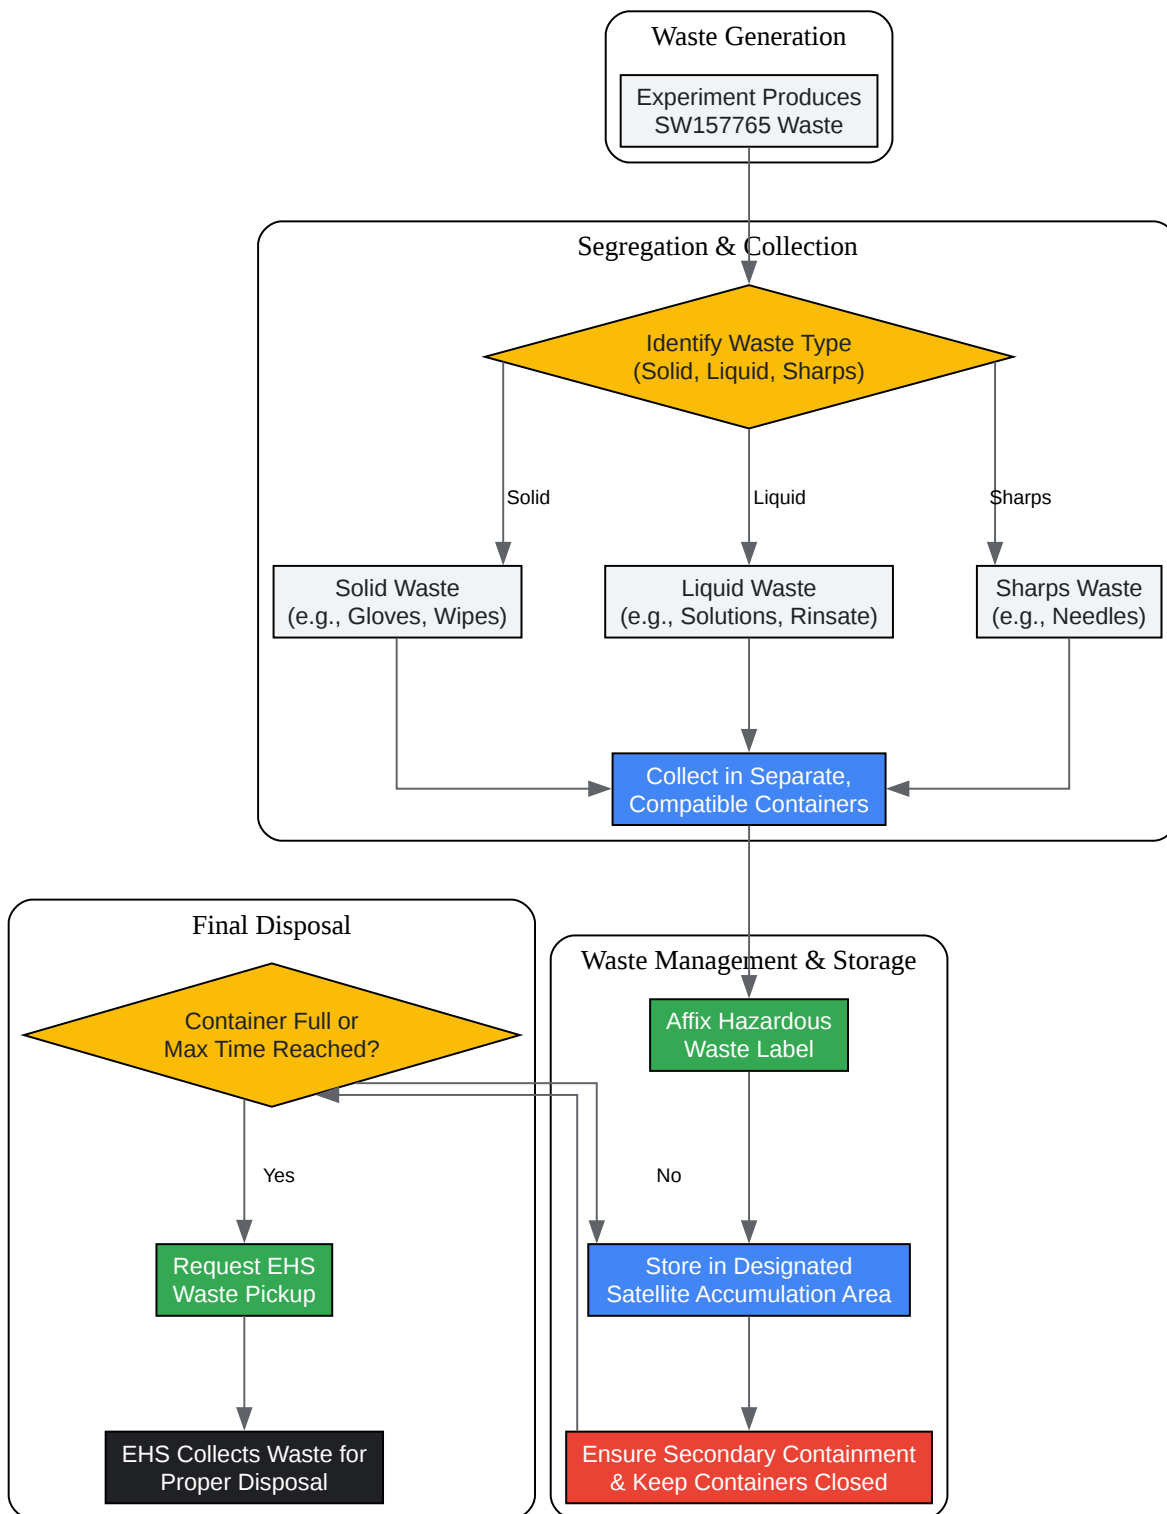 Waste Generation
Experiment Produces
SW157765 Waste
Segregation & Collection
Identify Waste Type
(Solid, Liquid, Sharps)
Solid
Liquid
Sharps
Solid Waste
(e.g., Gloves, Wipes)
Liquid Waste
(e.g., Solutions, Rinsate)
Sharps Waste
(e.g., Needles)
Collect in Separate,
Compatible Containers
Final Disposal
Container Full or
Max Time Reached?
Yes
Request EHS
Waste Pickup
EHS Collects Waste for
Proper Disposal
Waste Management & Storage
Affix Hazardous
Waste Label
No
Store in Designated
Satellite Accumulation Area
Ensure Secondary Containment
& Keep Containers Closed